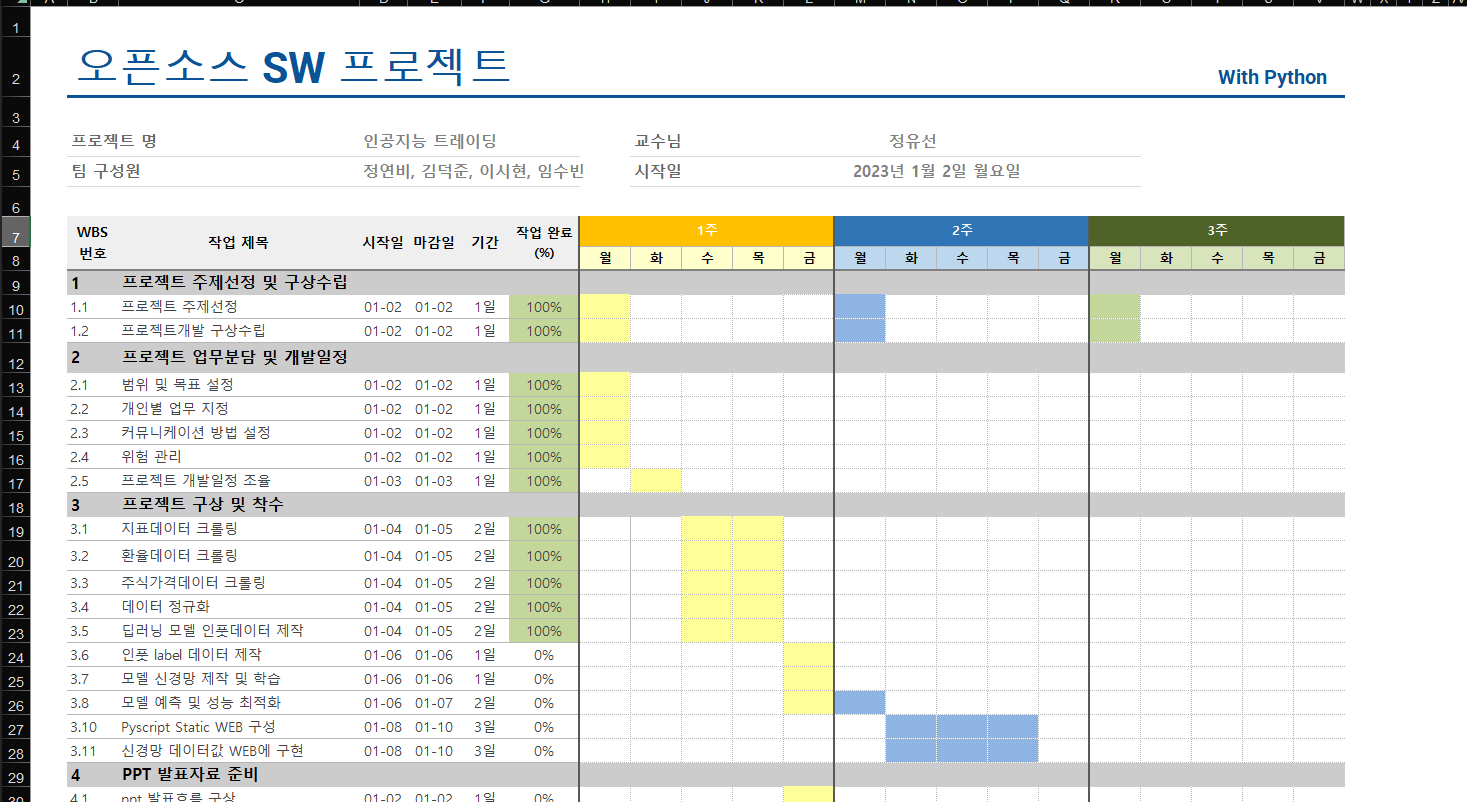 오픈소스 SW 프로젝트
With Python
프로젝트 명 인공지능 트레이딩 교수님 정유선
팀 구성원 정연비, 김덕준, 이시현, 임수빈 시작일 2023년 1월 2일 월요일
WBS 번호 작업 제목 시작일 마감일 기간 작업 완료 (%) 1주 2주 3주
월 화 수 목 금 월 화 수 목 금 월 화 수 목 금
1 프로젝트 주제선정 및 구상수립
1.1 프로젝트 주제선정 01-02 01-02 1일 100%
1.2 프로젝트개발 구상수립 01-02 01-02 1일 100%
2 프로젝트 업무분담 및 개발일정
2.1 범위 및 목표 설정 01-02 01-02 1일 100%
2.2 개인별 업무 지정 01-02 01-02 1일 100%
2.3 커뮤니케이션 방법 설정 01-02 01-02 1일 100%
2.4 위험 관리 01-02 01-02 1일 100%
2.5 프로젝트 개발일정 조율 01-03 01-03 1일 100%
3 프로젝트 구상 및 착수
3.1 지표데이터 크롤링 01-04 01-05 2일 100%
3.2 환율데이터 크롤링 01-04 01-05 2일 100%
3.3 주식가격데이터 크롤링 01-04 01-05 2일 100%
3.4 데이터 정규화 01-04 01-05 2일 100%
3.5 딥러닝 모델 인풋데이터 제작 01-04 01-05 2일 100%
3.6 인풋 label 데이터 제작 01-06 01-06 1일 0%
3.7 모델 신경망 제작 및 학습 01-06 01-06 1일 0%
3.8 모델 예측 및 성능 최적화 01-06 01-07 2일 0%
3.10 Pyscript Static WEB 구성 01-08 01-10 3일 0%
3.11 신경망 데이터값 WEB에 구현 01-08 01-10 3일 0%
4 PPT 발표자료 준비
4.1 ppt 발표흐름 구상 01-02 01-02 1일 0%